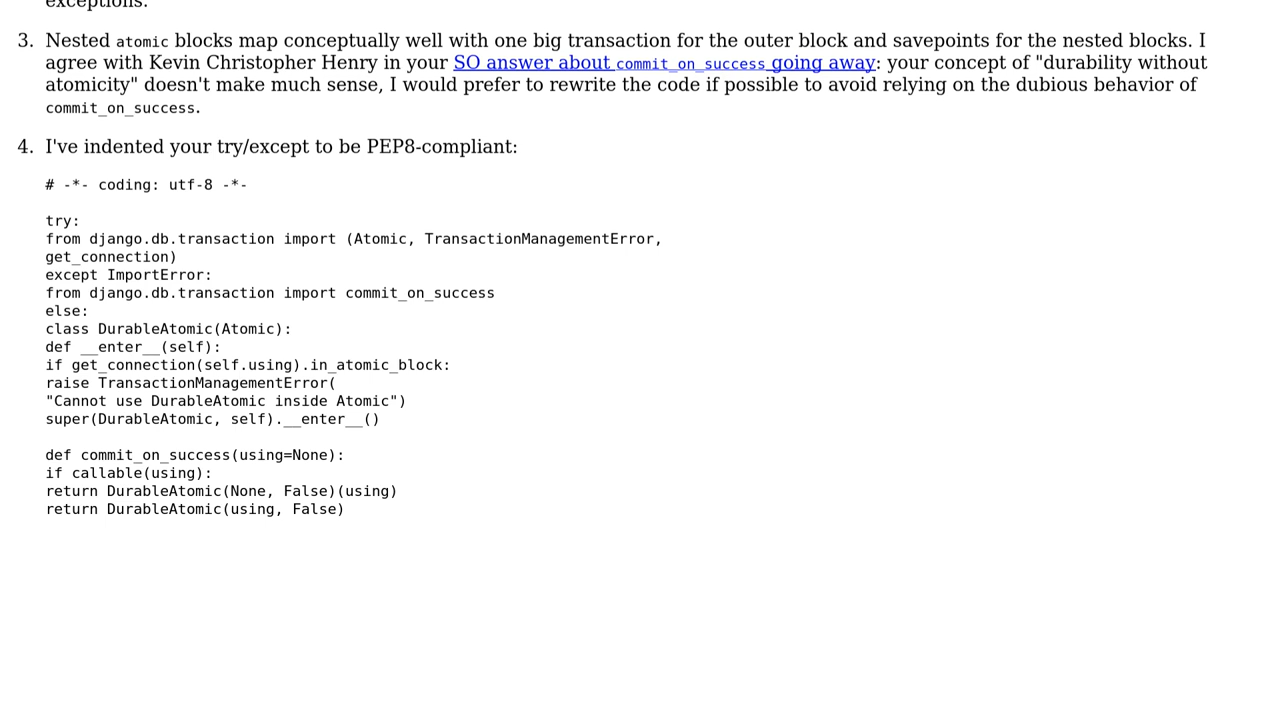 exceptions.
3. Nested atomic blocks map conceptually well with one big transaction for the outer block and savepoints for the nested blocks. I
agree with Kevin Christopher Henry in your SO answer about commit_on_success going away: your concept of "durability without
atomicity" doesn't make much sense, I would prefer to rewrite the code if possible to avoid relying on the dubious behavior of
commit_on_success.
4. I've indented your try/except to be PEP8-compliant:
# -*- coding: utf-8 -*-
try:
from django.db.transaction import (Atomic, TransactionManagementError,
get_connection)
except ImportError:
from django.db.transaction import commit_on_success
else:
class DurableAtomic(Atomic):
def __enter__(self):
if get_connection(self.using).in_atomic_block:
raise TransactionManagementError(
"Cannot use DurableAtomic inside Atomic")
super(DurableAtomic, self).__enter__()
def commit_on_success(using=None):
if callable(using):
return DurableAtomic(None, False)(using)
return DurableAtomic(using, False)